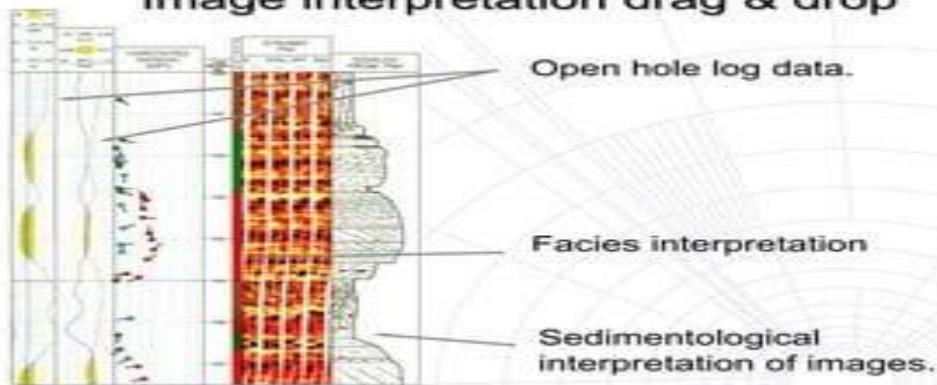 Image interpretation drag & drop
Open hole log data.
Facies interpretation
Sedimentological
interpretation of images.